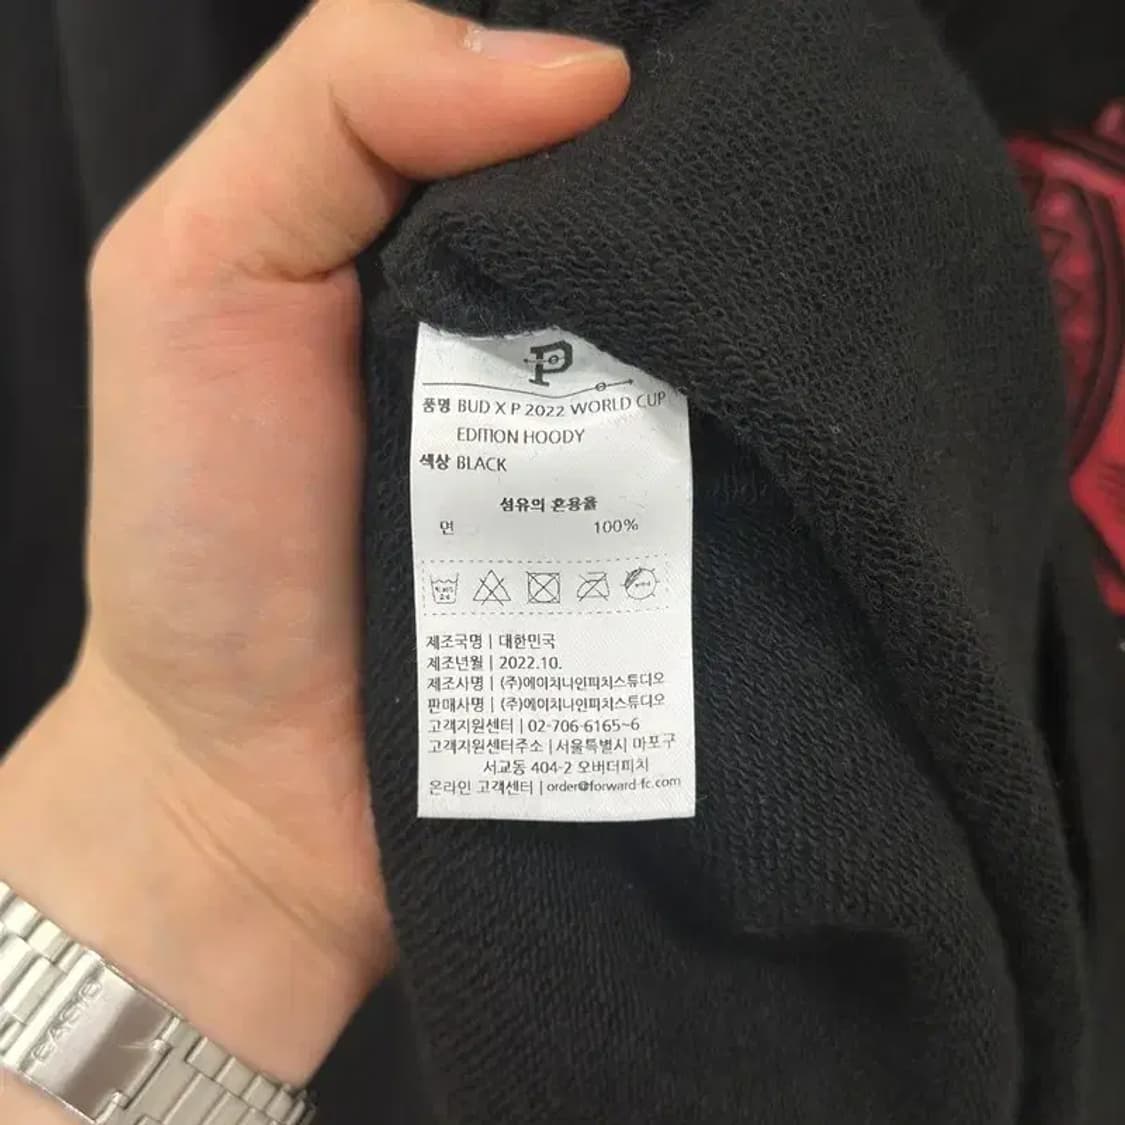 P
품명 BUD X P 2022 WORLD CUP
EDITION HOODY
색상 BLACK
섬유의 혼용율
면 100%
제조국명 | 대한민국
제조년월 | 2022.10.
제조사명 | (주)에이치나인피치스튜디오
판매사명 | (주)에이치나인피치스튜디오
고객지원센터 | 02-706-6165~6
고객지원센터주소 | 서울특별시 마포구
서교동 404-2 오버더피치
온라인 고객센터 | order@forward-fc.com
CASIO